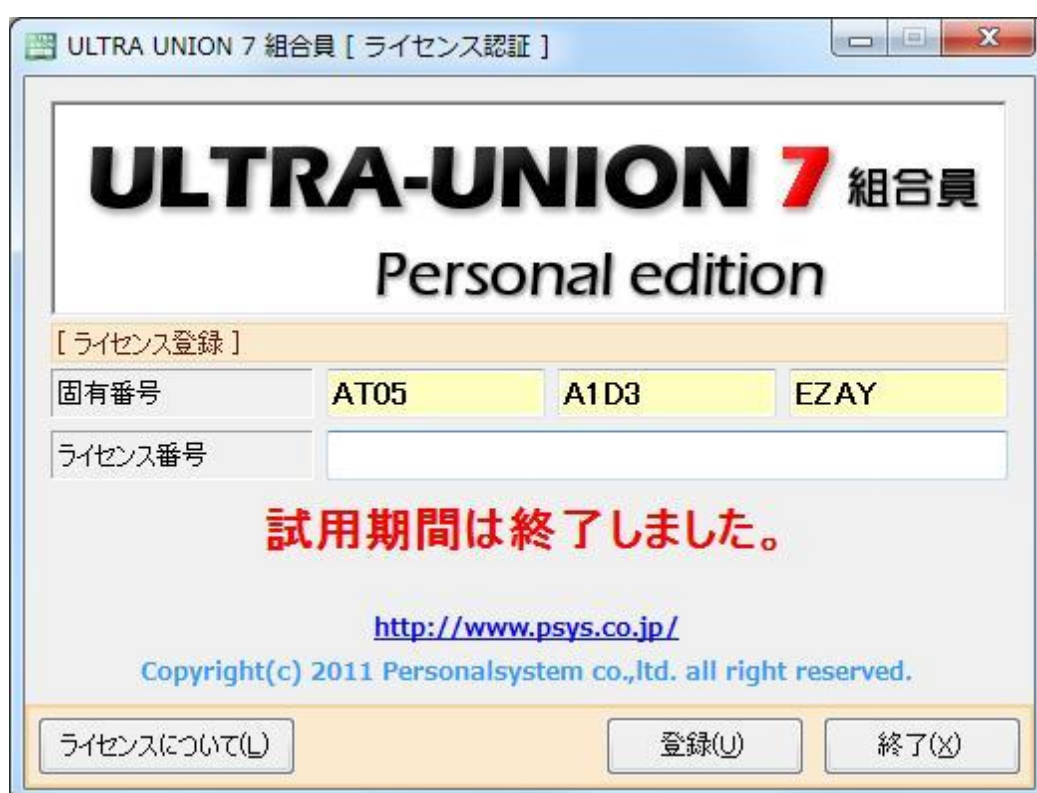 ULTRA UNION 7 組合員 [ ライセンス認証 ]
ULTRA-UNION 7 組合員
Personal edition
[ ライセンス登録 ]
固有番号 AT05 A1D3 EZAY
ライセンス番号
試用期間は終了しました。
http://www.psys.co.jp/
Copyright(c) 2011 Personalsystem co.,ltd. all right reserved.
ライセンスについて(L) 登録(U) 終了(X)